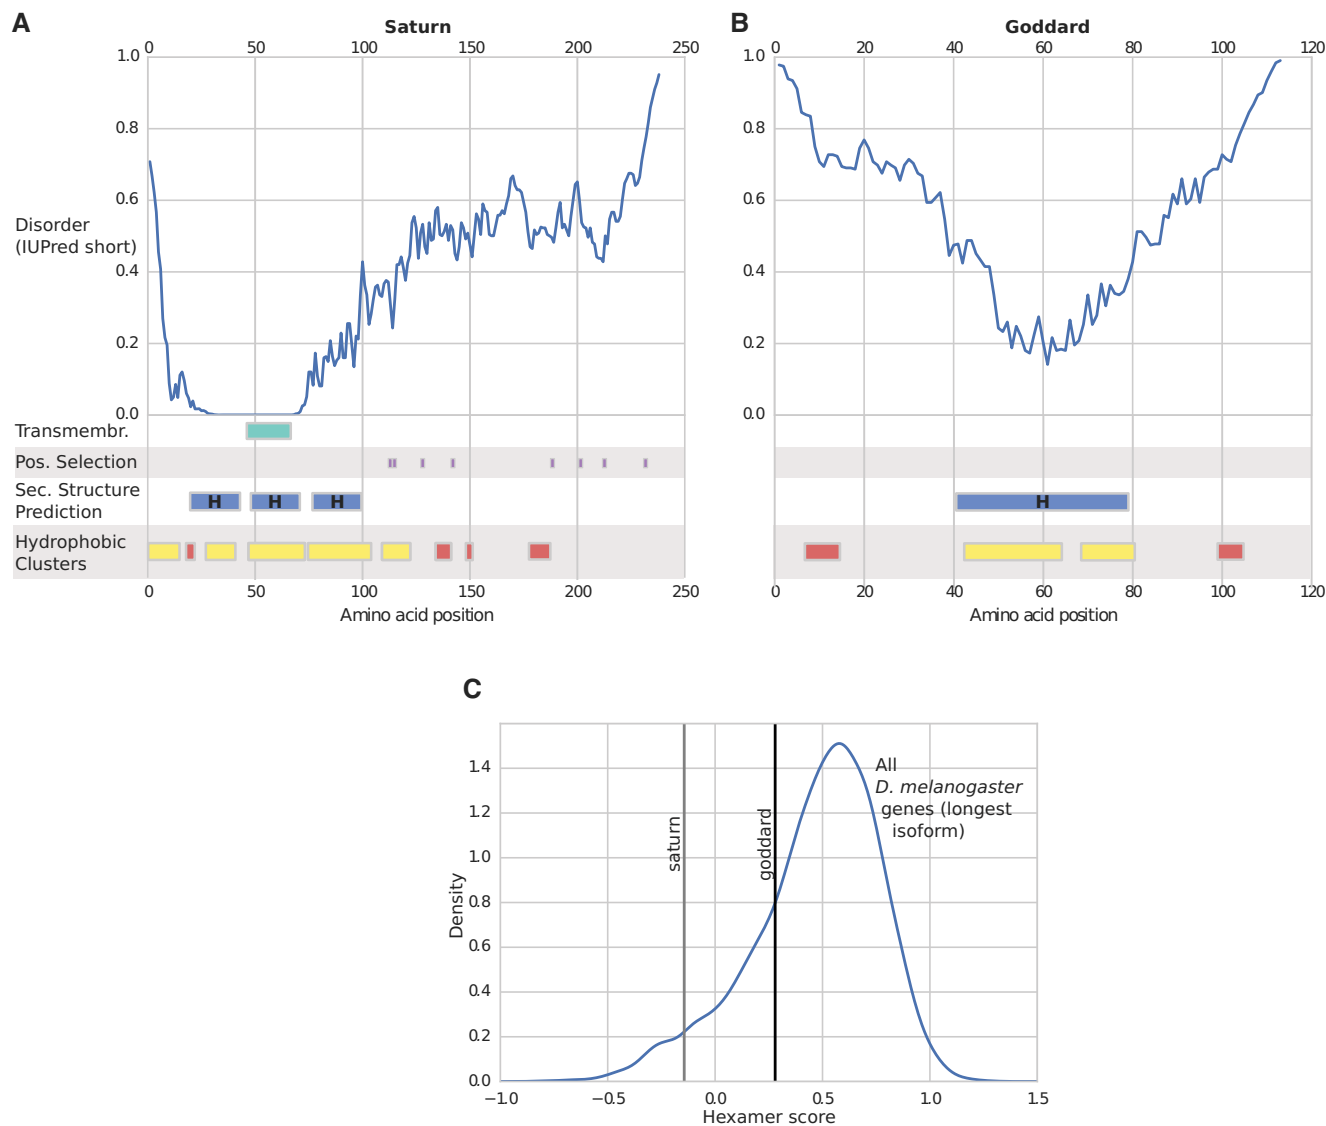 A
Saturn
0 50 100 150 200 250
1.0
0.8
0.6
Disorder
(IUPred short)
0.4
0.2
0.0
Transmembr.
Pos. Selection
Sec. Structure
Prediction
H H H
Hydrophobic
Clusters
0 50 100 150 200 250
Amino acid position
B
Goddard
0 20 40 60 80 100 120
1.0
0.8
0.6
0.4
0.2
0.0
H
0 20 40 60 80 100 120
Amino acid position
C
1.4
1.2
1.0
0.8
0.6
0.4
0.2
0.0
Density
saturn
goddard
All
D. melanogaster
genes (longest
isoform)
−1.0 −0.5 0.0 0.5 1.0 1.5
Hexamer score